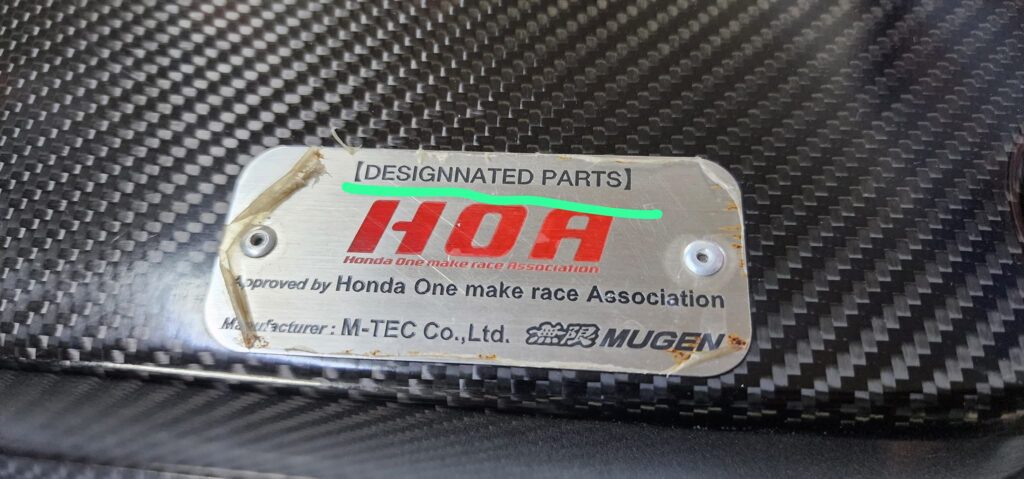 【DESIGNNATED PARTS】
HOA
Honda One make race Association
Approved by Honda One make race Association
Manufacturer : M-TEC Co.,Ltd. 無限 MUGEN